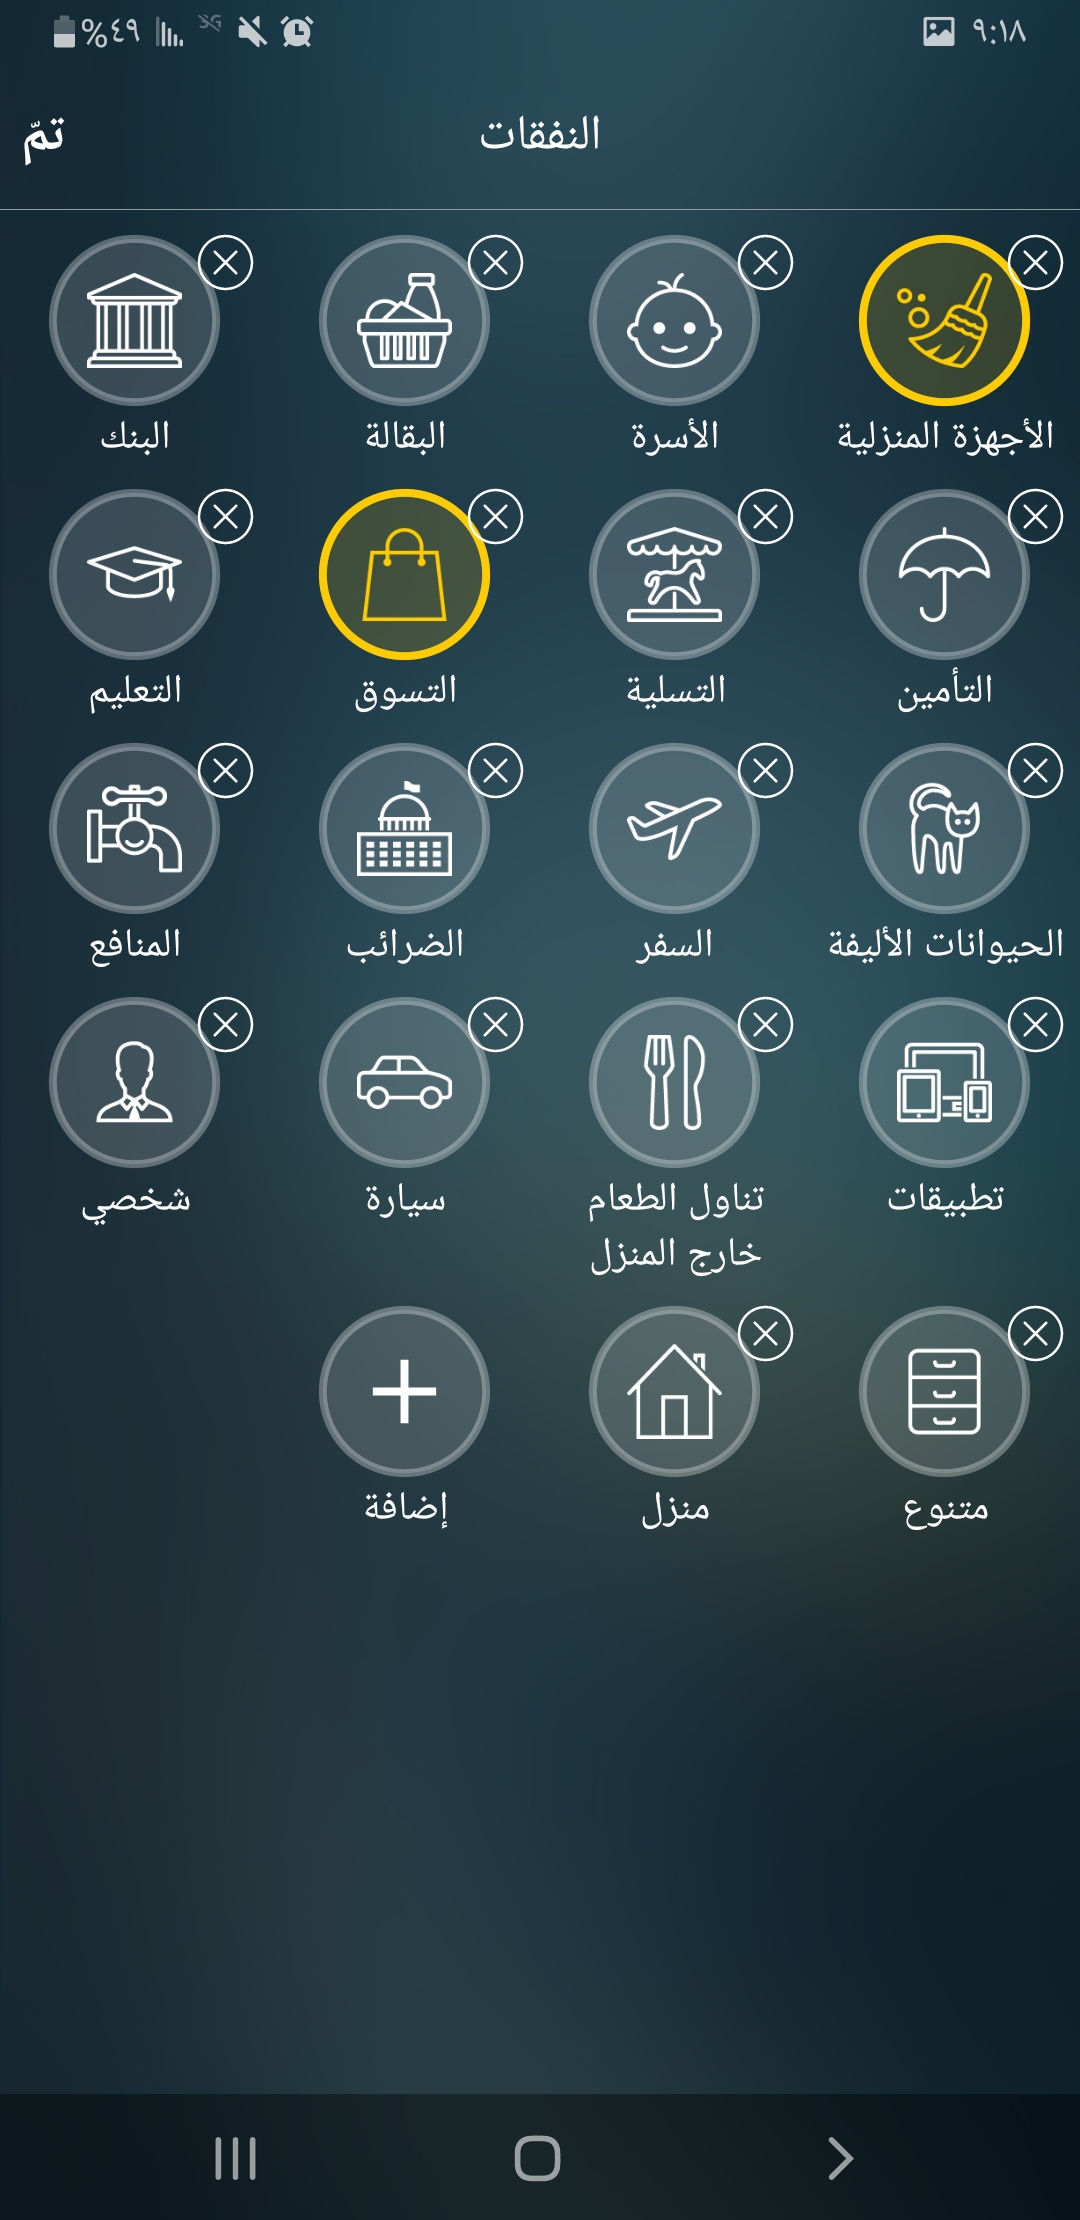 ٩:١٨
%٤٩
النفقات
تمّ
الأجهزة المنزلية
الأسرة
البقالة
البنك
التأمين
التسلية
التسوق
التعليم
الحيوانات الأليفة
السفر
الضرائب
المنافع
تطبيقات
تناول الطعام
خارج المنزل
سيارة
شخصي
متنوع
منزل
إضافة